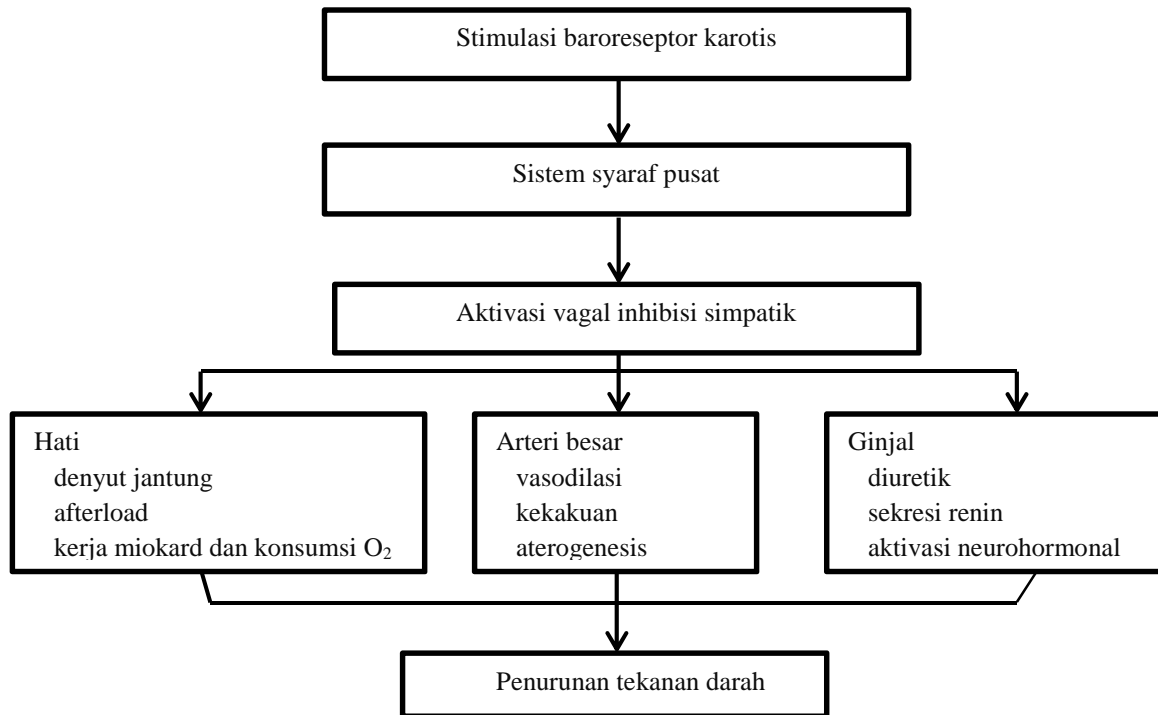 Stimulasi baroreseptor karotis
Sistem syaraf pusat
Aktivasi vagal inhibisi simpatik
Hati
denyut jantung
afterload
kerja miokard dan konsumsi O₂
Arteri besar
vasodilasi
kekakuan
aterogenesis
Ginjal
diuretik
sekresi renin
aktivasi neurohormonal
Penurunan tekanan darah